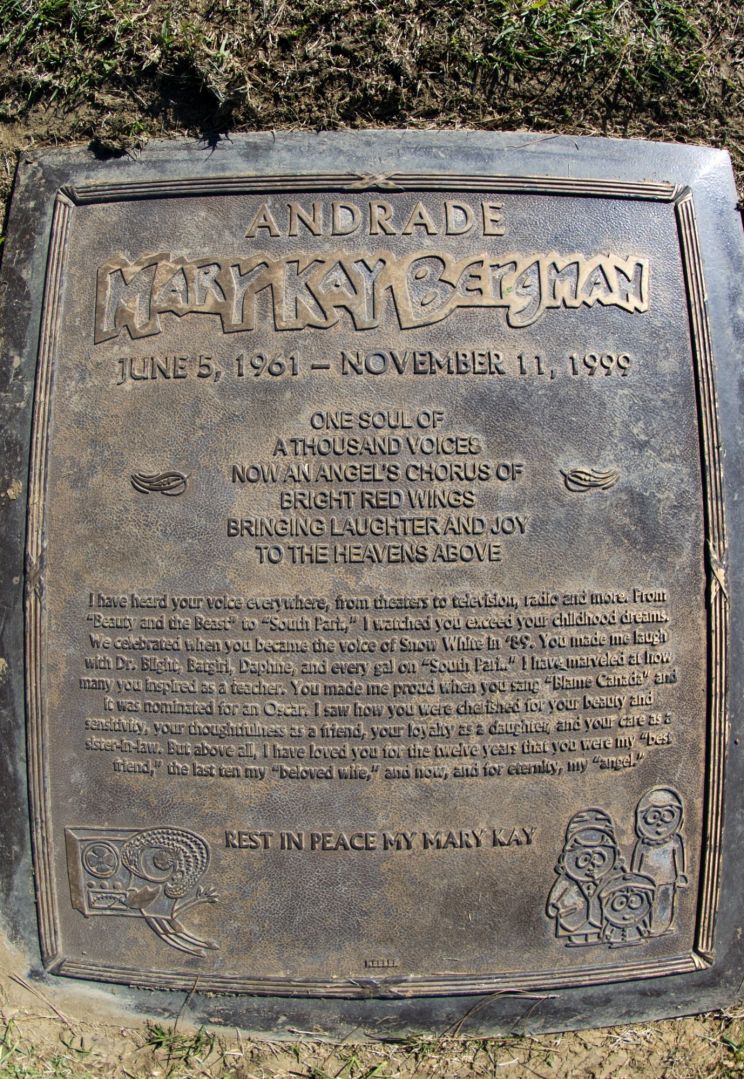 ANDRADE
MARY KAY BERGMAN
JUNE 5, 1961 – NOVEMBER 11, 1999
ONE SOUL OF
A THOUSAND VOICES
NOW AN ANGEL'S CHORUS OF
BRIGHT RED WINGS
BRINGING LAUGHTER AND JOY
TO THE HEAVENS ABOVE
I have heard your voice everywhere, from theaters to television, radio and more. From
"Beauty and the Beast" to "South Park," I watched you exceed your childhood dreams.
We celebrated when you became the voice of Snow White in '89. You made me laugh
with Dr. Blight, Batgirl, Daphne, and every gal on "South Park." I have marveled at how
many you inspired as a teacher. You made me proud when you sang "Blame Canada" and
it was nominated for an Oscar. I saw how you were cherished for your beauty and
sensitivity, your thoughtfulness as a friend, your loyalty as a daughter, and your care as a
sister-in-law. But above all, I have loved you for the twelve years that you were my "best
friend," the last ten my "beloved wife," and now, and for eternity, my "angel."
REST IN PEACE MY MARY KAY